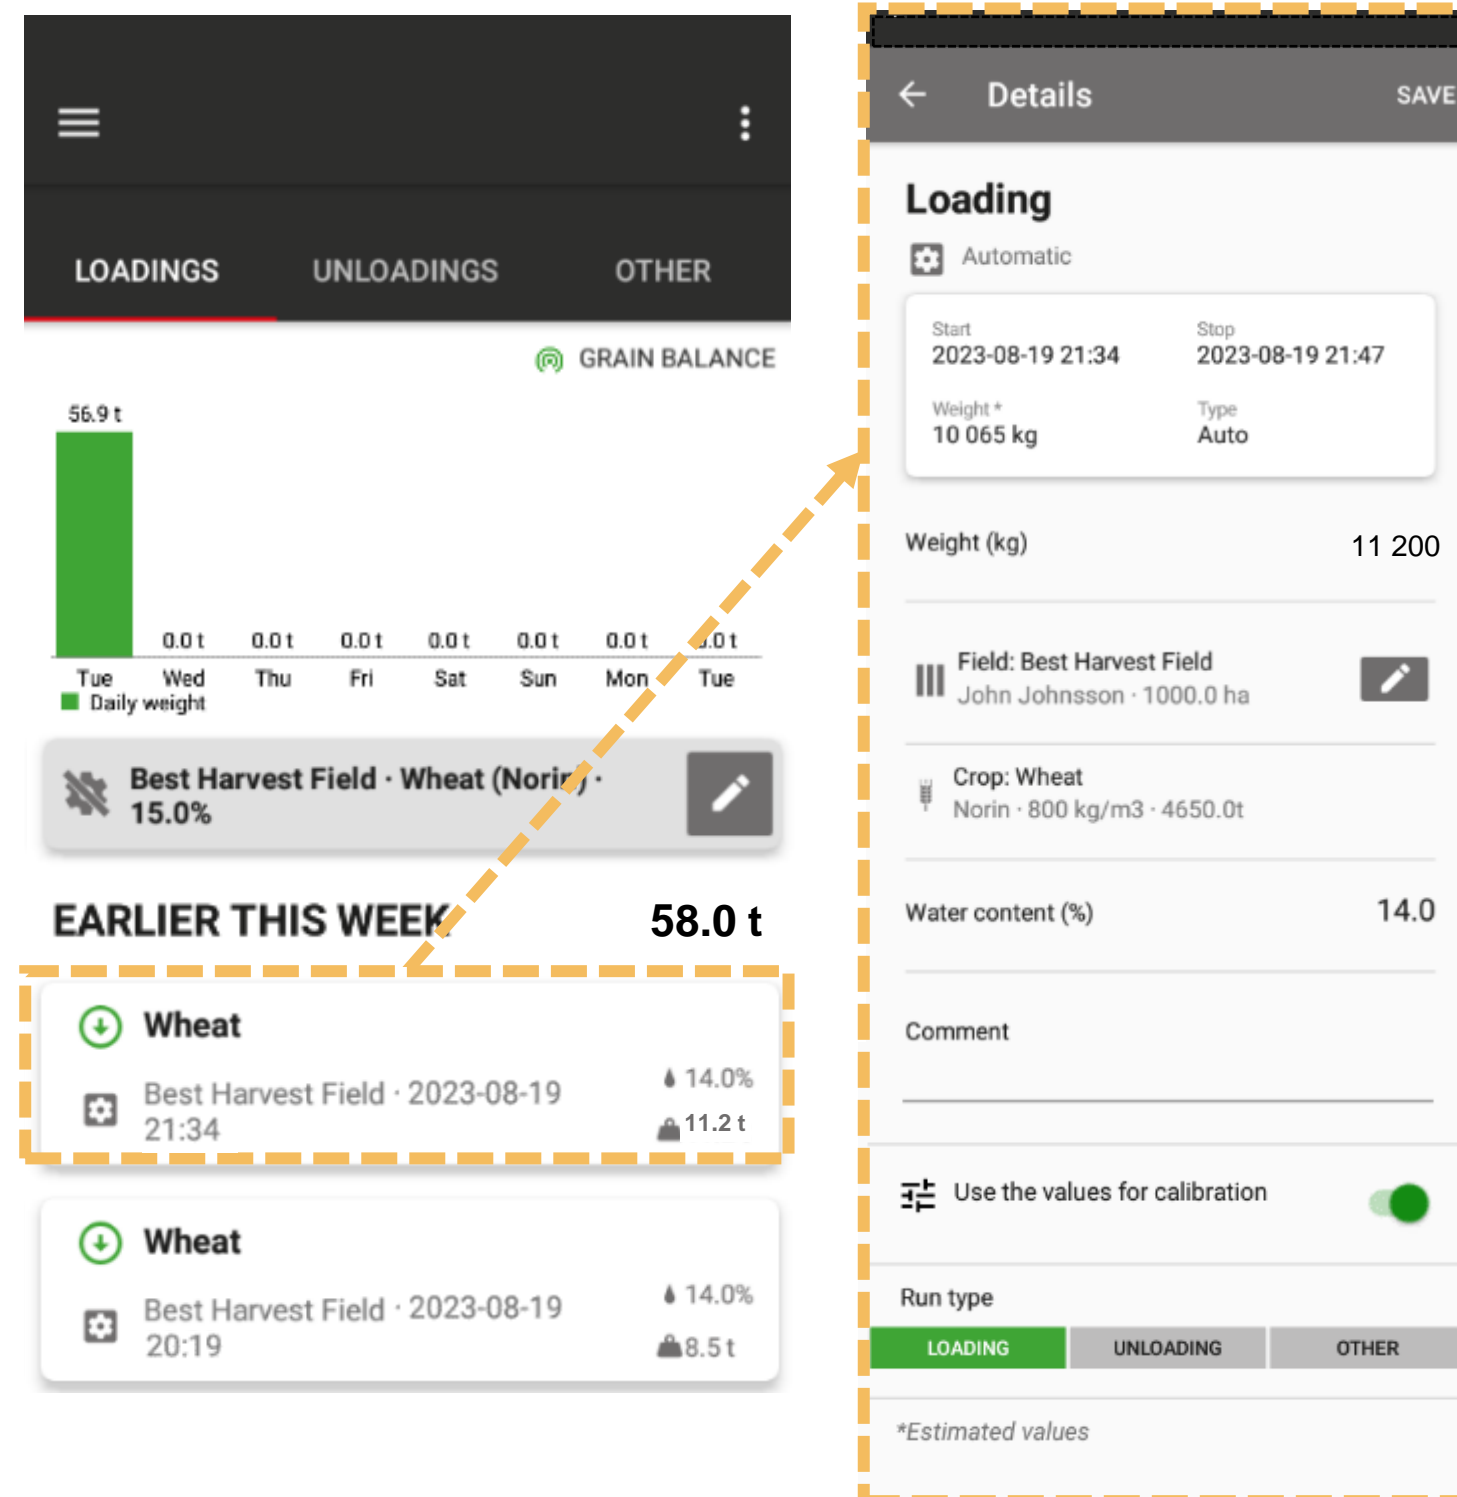 LOADINGS UNLOADINGS OTHER
GRAIN BALANCE
56.9 t
0.0 t 0.0 t 0.0 t 0.0 t 0.0 t 0.0 t 0.0 t
Tue Wed Thu Fri Sat Sun Mon Tue
Daily weight
Best Harvest Field · Wheat (Norin) ·
15.0%
EARLIER THIS WEEK 58.0 t
Wheat
Best Harvest Field · 2023-08-19 14.0%
21:34 11.2 t
Wheat
Best Harvest Field · 2023-08-19 14.0%
20:19 8.5 t
Details SAVE
Loading
Automatic
Start Stop
2023-08-19 21:34 2023-08-19 21:47
Weight * Type
10 065 kg Auto
Weight (kg) 11 200
Field: Best Harvest Field
John Johnsson · 1000.0 ha
Crop: Wheat
Norin · 800 kg/m3 · 4650.0t
Water content (%) 14.0
Comment
Use the values for calibration
Run type
LOADING UNLOADING OTHER
*Estimated values